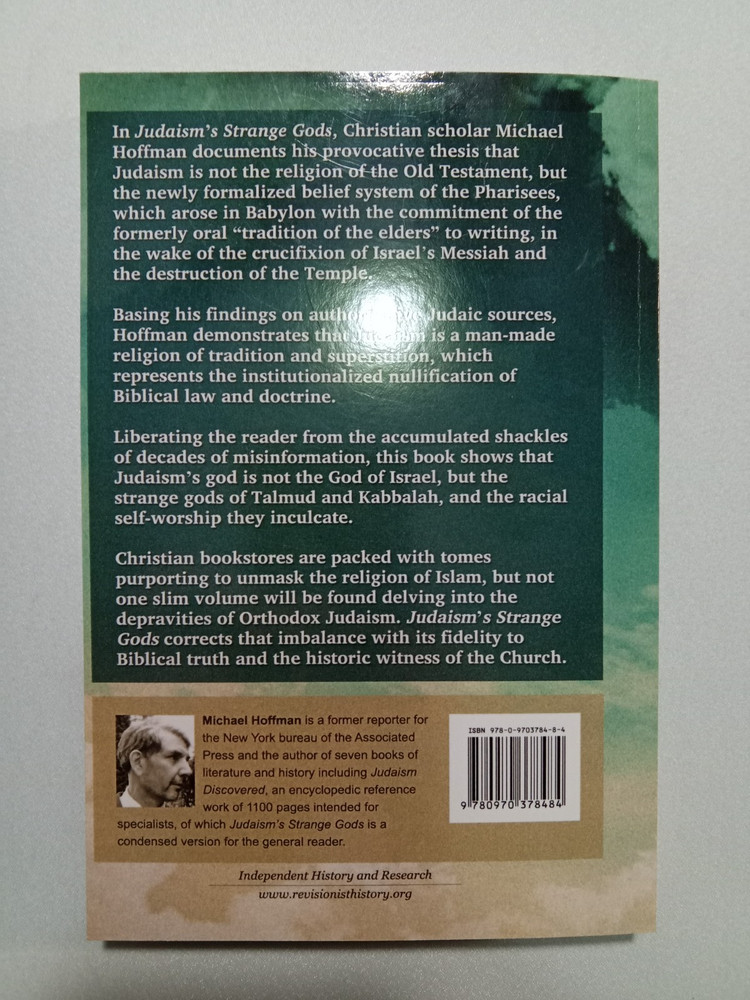 In Judaism's Strange Gods, Christian scholar Michael
Hoffman documents his provocative thesis that
Judaism is not the religion of the Old Testament, but
the newly formalized belief system of the Pharisees,
which arose in Babylon with the commitment of the
formerly oral “tradition of the elders” to writing, in
the wake of the crucifixion of Israel's Messiah and
the destruction of the Temple.
Basing his findings on Judaic sources,
Hoffman demonstrates that is a man-made
religion of tradition and superstition, which
represents the institutionalized nullification of
Biblical law and doctrine.
Liberating the reader from the accumulated shackles
of decades of misinformation, this book shows that
Judaism's god is not the God of Israel, but the
strange gods of Talmud and Kabbalah, and the racial
self-worship they inculcate.
Christian bookstores are packed with tomes
purporting to unmask the religion of Islam, but not
one slim volume will be found delving into the
depravities of Orthodox Judaism. Judaism's Strange
Gods corrects that imbalance with its fidelity to
Biblical truth and the historic witness of the Church.
Michael Hoffman is a former reporter for
the New York bureau of the Associated
Press and the author of seven books of
literature and history including Judaism
Discovered, an encyclopedic reference
work of 1100 pages intended for
specialists, of which Judaism's Strange Gods is a
condensed version for the general reader.
ISBN 978-0-9703784-8-4
9 780970 378484
Independent History and Research
www.revisionisthistory.org